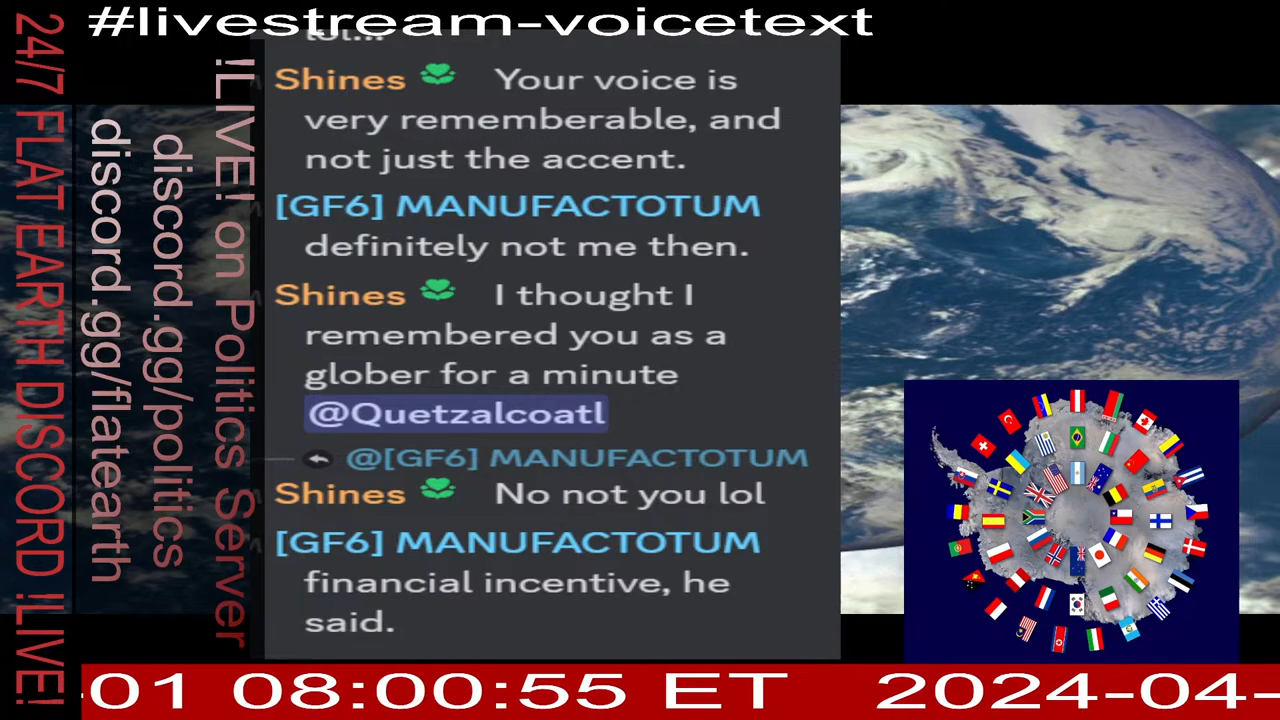 #livestream-voicetext
24/7 FLAT EARTH DISCORD !LIVE!
discord.gg/flatearth
discord.gg/politics
!LIVE! on Politics Server
lol...
Shines Your voice is
very rememberable, and
not just the accent.
[GF6] MANUFACTOTUM
definitely not me then.
Shines I thought I
remembered you as a
glober for a minute
@Quetzalcoatl
@[GF6] MANUFACTOTUM
Shines No not you lol
[GF6] MANUFACTOTUM
financial incentive, he
said.
-01 08:00:55 ET 2024-04-